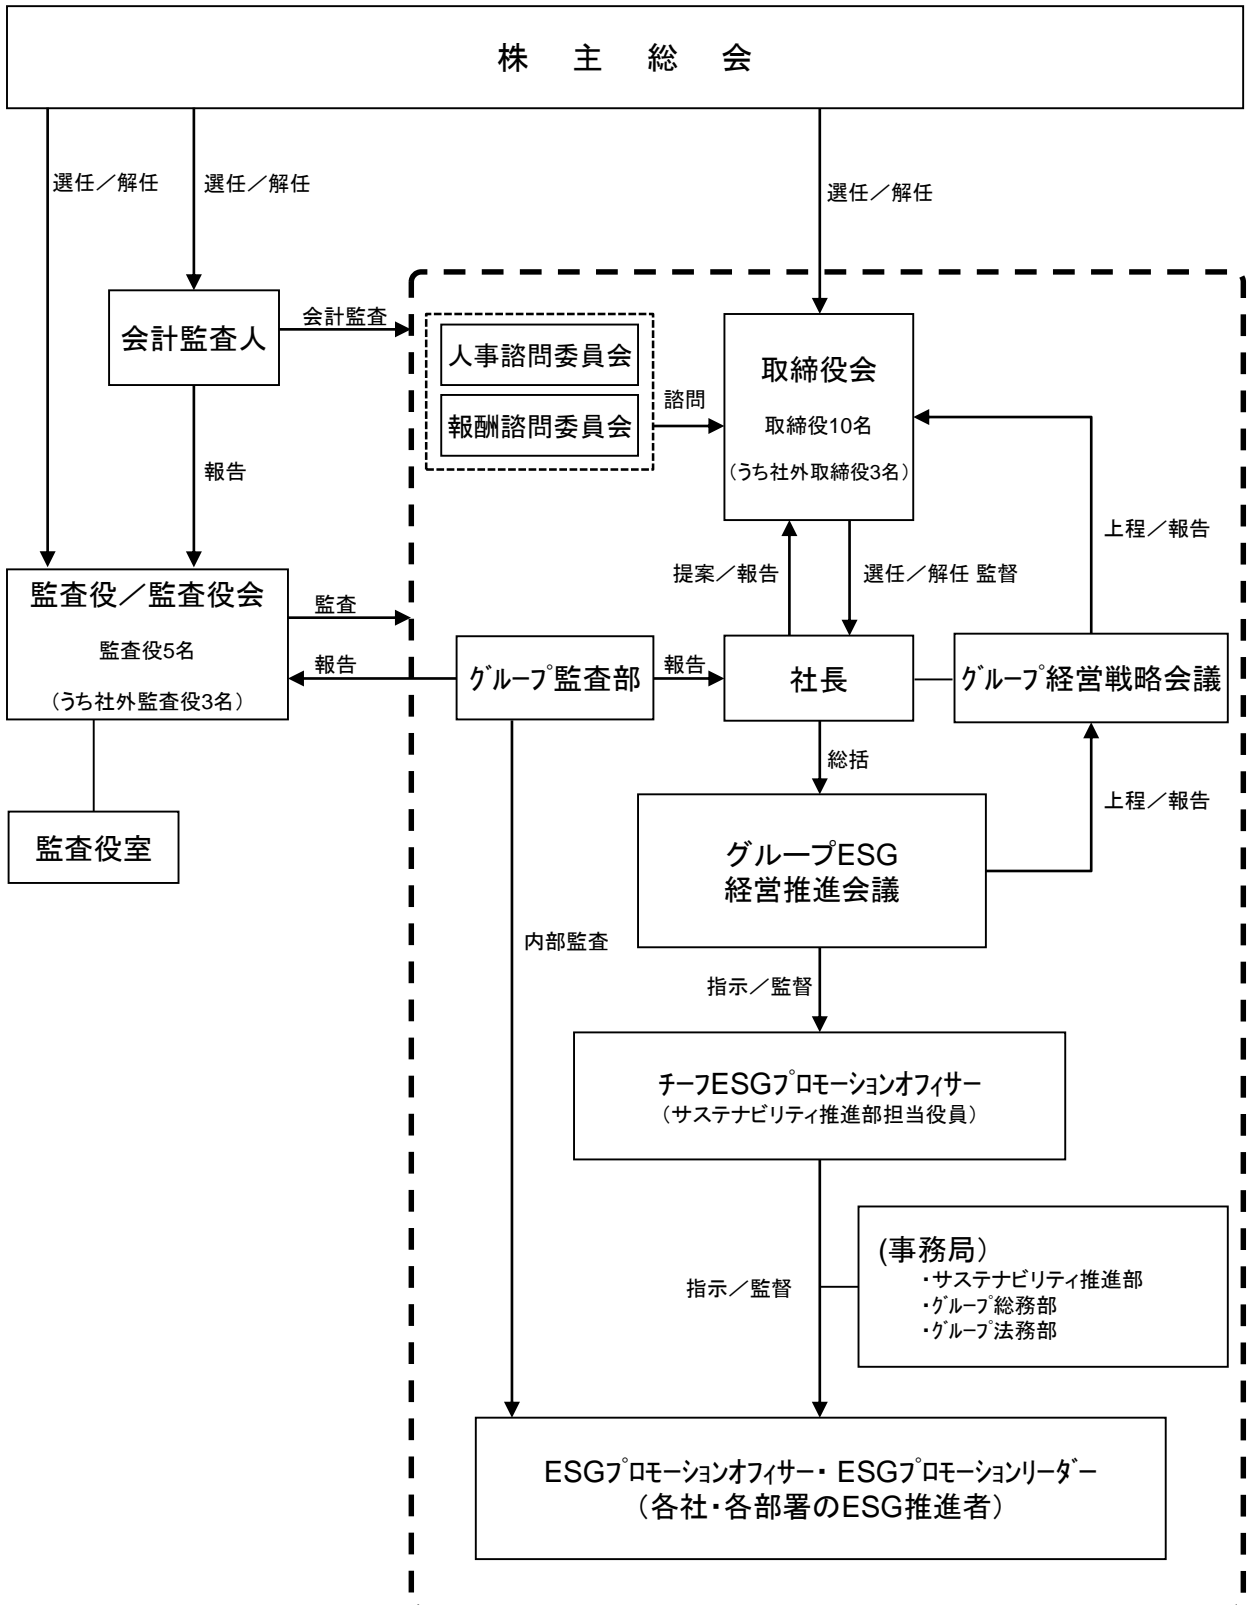 株 主 総 会
選任／解任
選任／解任
選任／解任
会計監査人
会計監査
人事諮問委員会
報酬諮問委員会
諮問
取締役会
取締役10名
（うち社外取締役3名）
報告
上程／報告
提案／報告
選任／解任 監督
監査役／監査役会
監査役5名
（うち社外監査役3名）
監査
報告
ｸﾞﾙｰﾌﾟ監査部
報告
社長
ｸﾞﾙｰﾌﾟ経営戦略会議
総括
上程／報告
監査役室
グループESG
経営推進会議
内部監査
指示／監督
ﾁｰﾌESGﾌﾟﾛﾓｰｼｮﾝｵﾌｨｻｰ
（サステナビリティ推進部担当役員）
(事務局）
・サステナビリティ推進部
・ｸﾞﾙｰﾌﾟ総務部
・ｸﾞﾙｰﾌﾟ法務部
指示／監督
ESGﾌﾟﾛﾓｰｼｮﾝｵﾌｨｻｰ・ESGﾌﾟﾛﾓｰｼｮﾝﾘｰﾀﾞｰ
（各社・各部署のESG推進者）